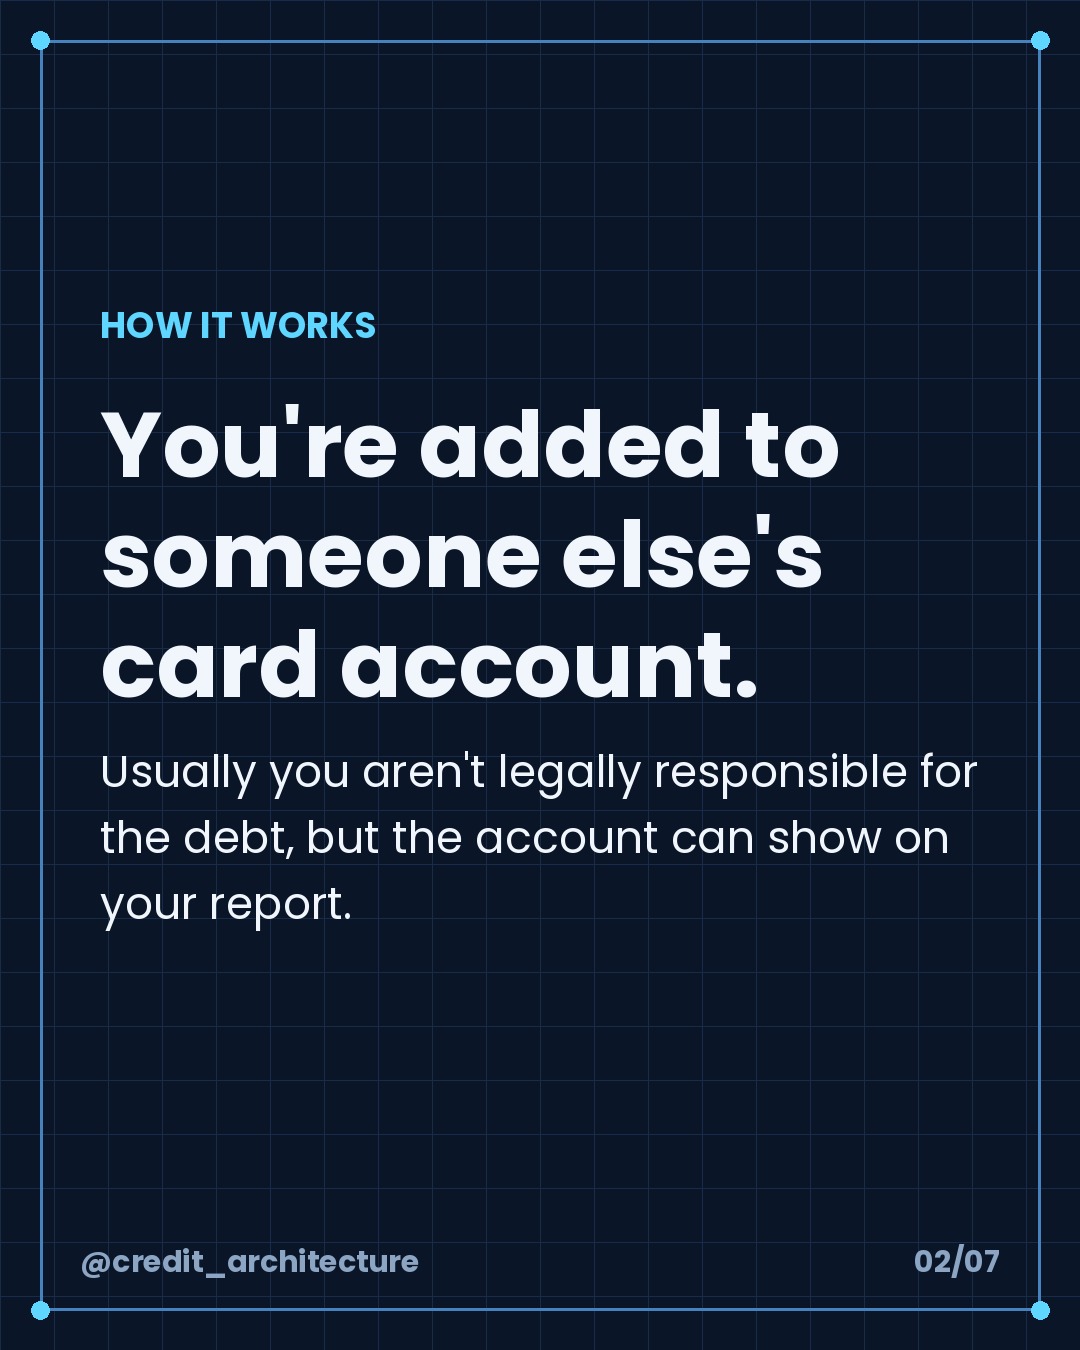 HOW IT WORKS
You're added to
someone else's
card account.
Usually you aren't legally responsible for
the debt, but the account can show on
your report.
@credit_architecture
02/07